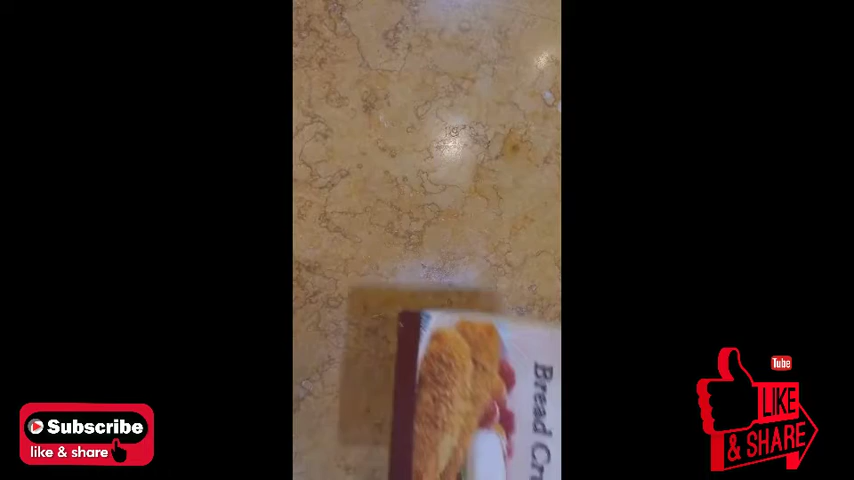 Bread Cr
Subscribe
like & share
Tube
LIKE
& SHARE